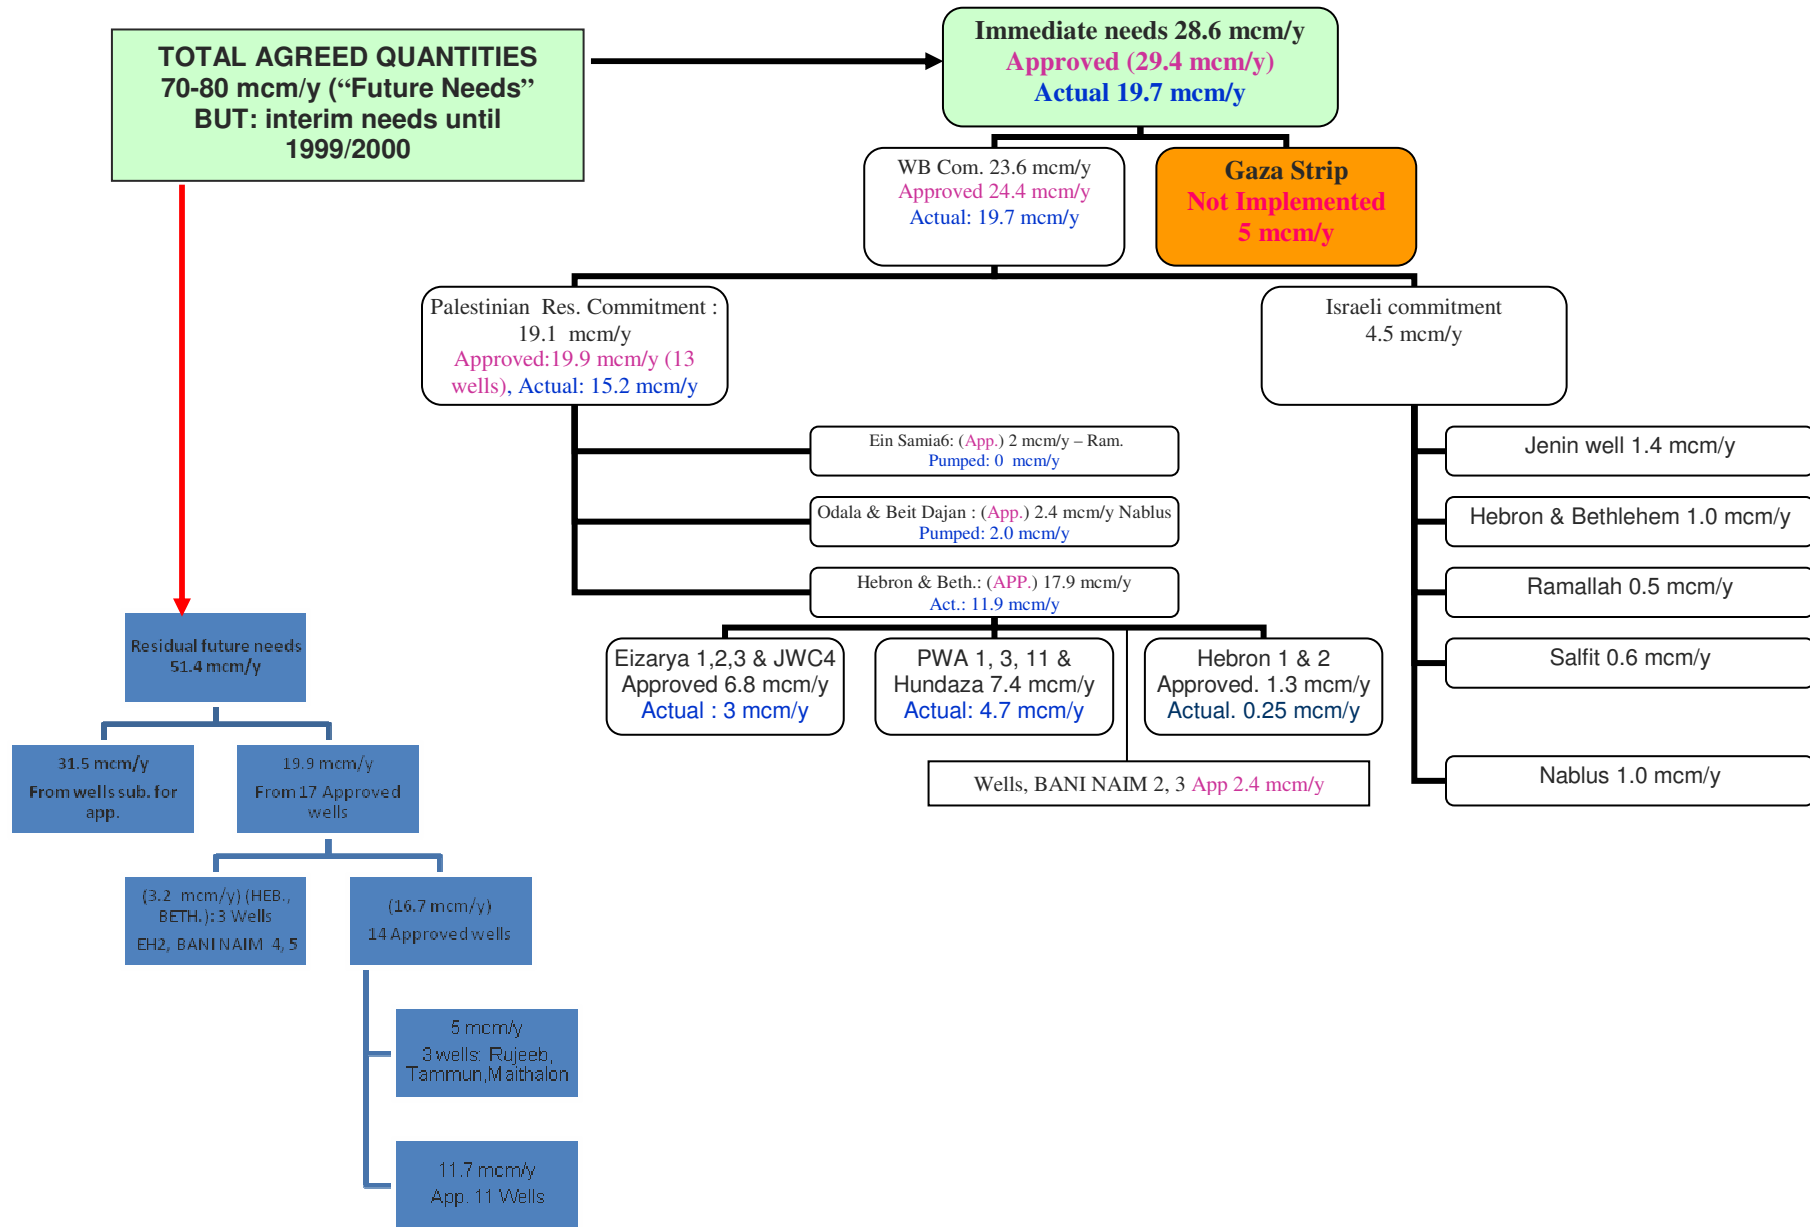 TOTAL AGREED QUANTITIES
70-80 mcm/y (“Future Needs”
BUT: interim needs until
1999/2000
Immediate needs 28.6 mcm/y
Approved (29.4 mcm/y)
Actual 19.7 mcm/y
WB Com. 23.6 mcm/y
Approved 24.4 mcm/y
Actual: 19.7 mcm/y
Gaza Strip
Not Implemented
5 mcm/y
Palestinian Res. Commitment :
19.1 mcm/y
Approved:19.9 mcm/y (13
wells), Actual: 15.2 mcm/y
Israeli commitment
4.5 mcm/y
Ein Samia6: (App.) 2 mcm/y – Ram.
Pumped: 0 mcm/y
Odala & Beit Dajan : (App.) 2.4 mcm/y Nablus
Pumped: 2.0 mcm/y
Hebron & Beth.: (APP.) 17.9 mcm/y
Act.: 11.9 mcm/y
Eizarya 1,2,3 & JWC4
Approved 6.8 mcm/y
Actual : 3 mcm/y
PWA 1, 3, 11 &
Hundaza 7.4 mcm/y
Actual: 4.7 mcm/y
Hebron 1 & 2
Approved. 1.3 mcm/y
Actual. 0.25 mcm/y
Wells, BANI NAIM 2, 3 App 2.4 mcm/y
Jenin well 1.4 mcm/y
Hebron & Bethlehem 1.0 mcm/y
Ramallah 0.5 mcm/y
Salfit 0.6 mcm/y
Nablus 1.0 mcm/y
Residual future needs
51.4 mcm/y
31.5 mcm/y
From wells sub. for
app.
19.9 mcm/y
From 17 Approved
wells
(3.2 mcm/y) (HEB.,
BETH.): 3 Wells
EH2, BANI NAIM 4, 5
(16.7 mcm/y)
14 Approved wells
5 mcm/y
3 wells: Rujeeb,
Tammun,Maithalon
11.7 mcm/y
App. 11 Wells